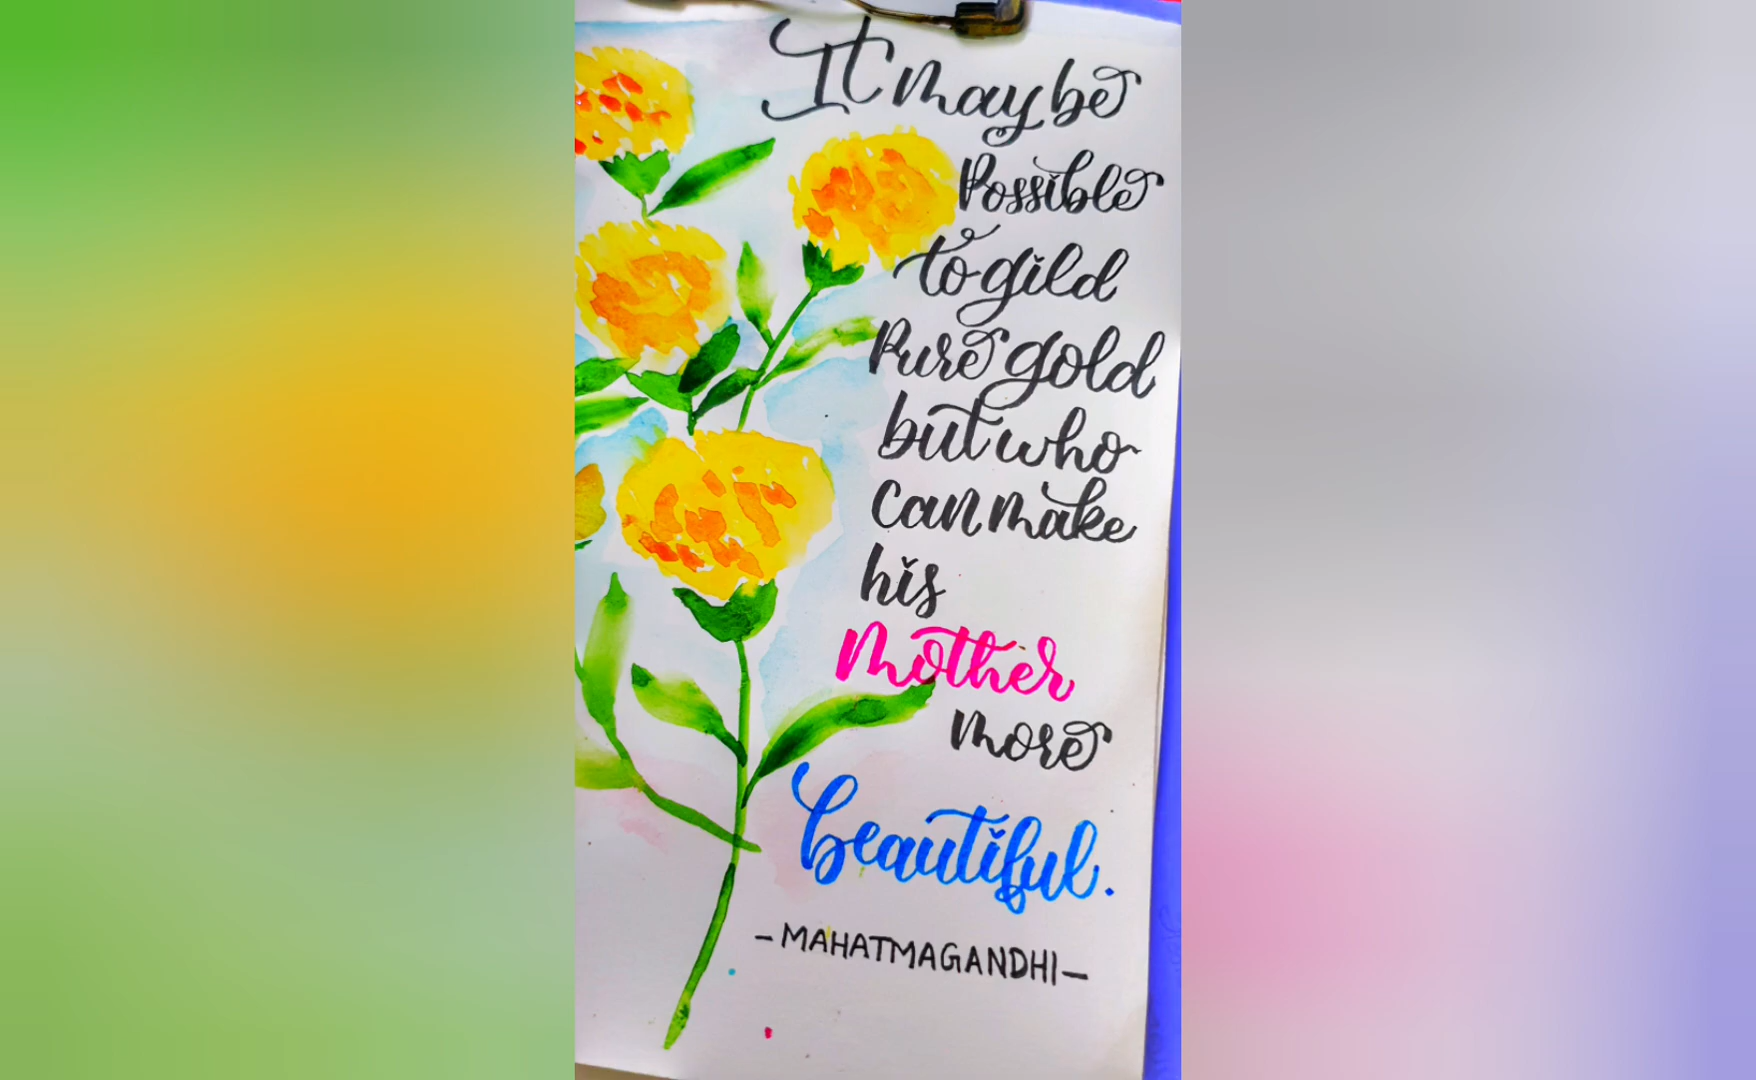 It may be
Possible
to gild
Pure gold
but who
Can make
his
Mother
more
beautiful.
- MAHATMAGANDHI -